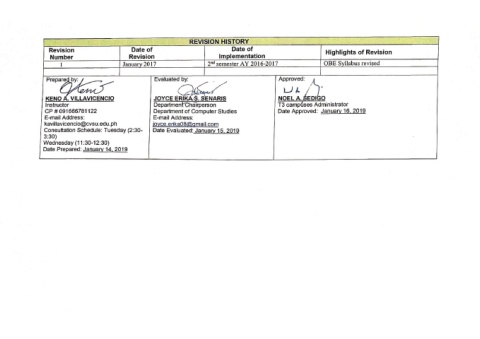 REVISION HISTORY
Revision Number
Date of Revision
Date of Implementation
Highlights of Revision
1
January 2017
2nd semester AY 2016-2017
OBE Syllabus revised
Prepared by:
KENO A. VILLAVICENCIO
Instructor
CP # 091686781122
E-mail Address:
kavillavicencio@cvsu.edu.ph
Consultation Schedule: Tuesday (2:30-
3:30)
Wednesday (11:30-12:30)
Date Prepared: January 14, 2019
Evaluated by:
JOYCE ERIKA S. SENARIS
Department Chairperson
Department of Computer Studies
E-mail Address:
joyce.erika08@gmail.com
Date Evaluated: January 15, 2019
Approved:
NOEL A. SEDIGO
T3 campuses Administrator
Date Approved: January 16, 2019